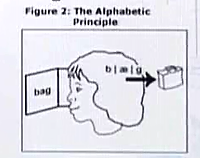 Figure 2: The Alphabetic
Principle
b | æ | g
bag